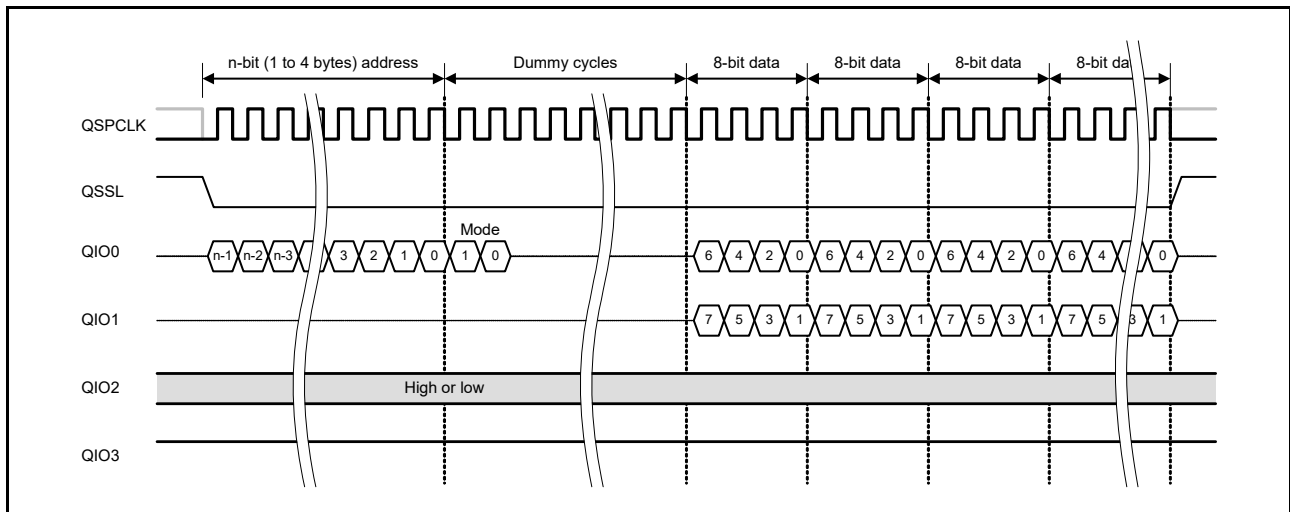 n-bit (1 to 4 bytes) address Dummy cycles 8-bit data 8-bit data 8-bit data 8-bit da
QSPCLK
QSSL
Mode
QIO0 n-1 n-2 n-3 3 2 1 0 1 0 6 4 2 0 6 4 2 0 6 4 2 0 6 4 0
QIO1 7 5 3 1 7 5 3 1 7 5 3 1 7 5 3 1
QIO2 High or low
QIO3